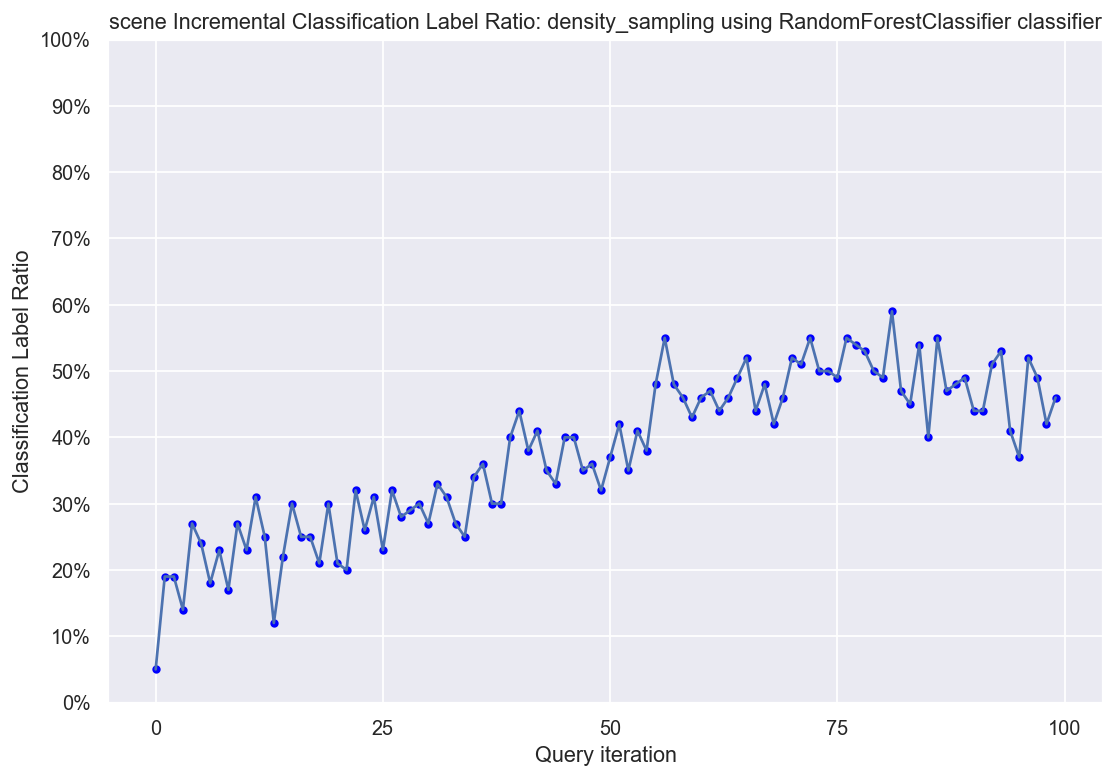 scene Incremental Classification Label Ratio: density_sampling using RandomForestClassifier classifier
100%
90%
80%
70%
60%
50%
40%
30%
20%
10%
0%
Classification Label Ratio
0 25 50 75 100
Query iteration